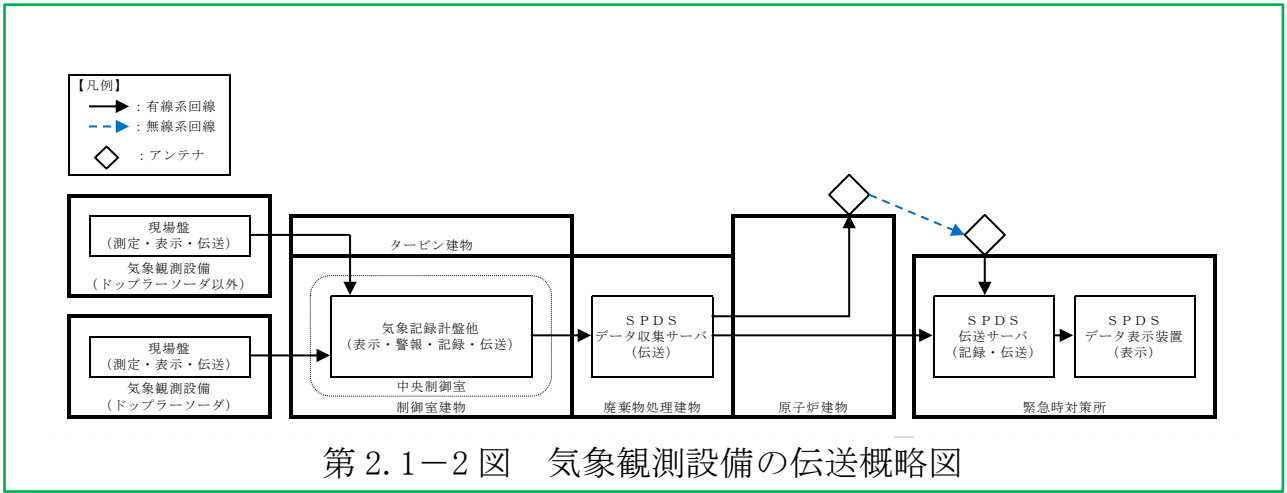 【凡例】
：有線系回線
：無線系回線
：アンテナ
現場盤
（測定・表示・伝送）
気象観測設備
（ドップラーソーダ以外）
現場盤
（測定・表示・伝送）
気象観測設備
（ドップラーソーダ）
タービン建物
気象記録計盤他
（表示・警報・記録・伝送）
中央制御室
制御室建物
ＳＰＤＳ
データ収集サーバ
（伝送）
廃棄物処理建物
原子炉建物
ＳＰＤＳ
伝送サーバ
（記録・伝送）
ＳＰＤＳ
データ表示装置
（表示）
緊急時対策所
第 2.1－2 図　気象観測設備の伝送概略図